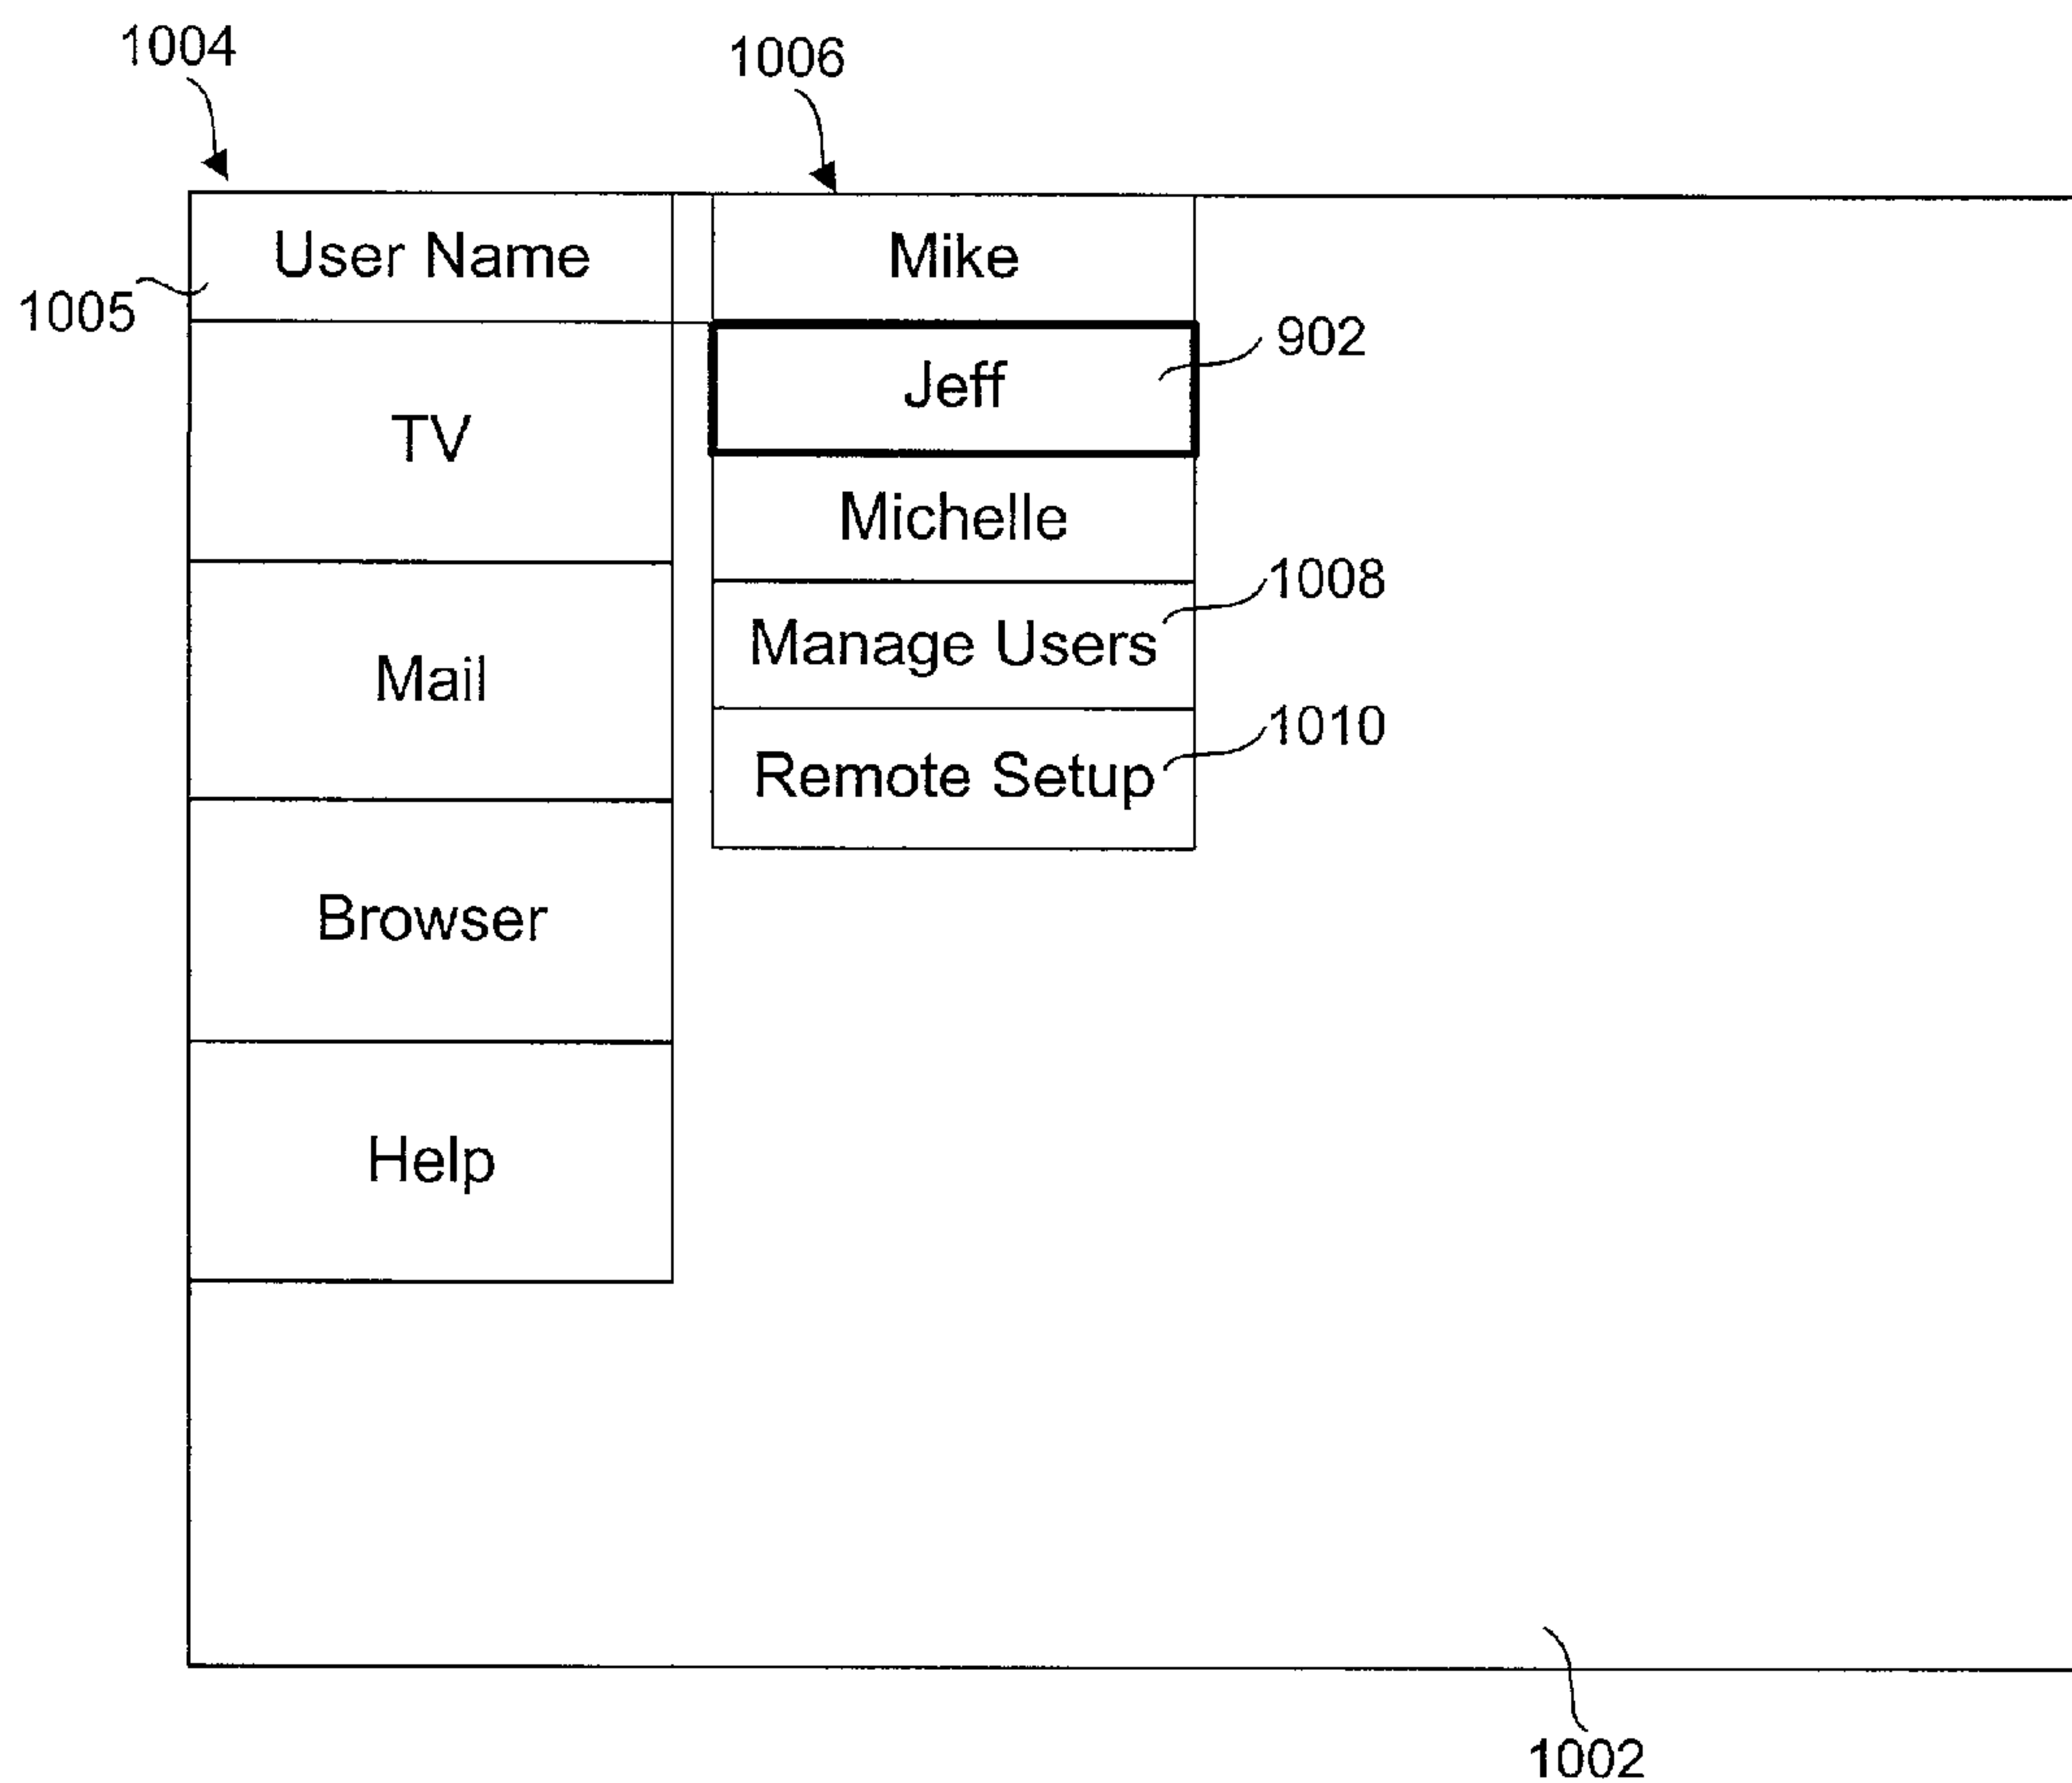 1004
1006
User Name
Mike
1005
902
Jeff
TV
Michelle
1008
Manage Users
Mail
1010
Remote Setup
Browser
Help
1002